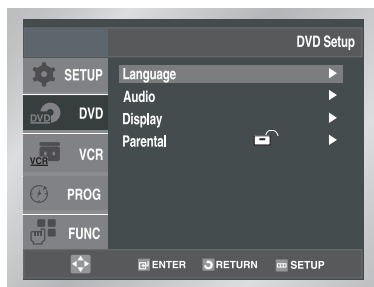 DVD Setup
SETUP
Language
Audio
DVD DVD
Display
Parental
VCR VCR
PROG
FUNC
ENTER RETURN SETUP